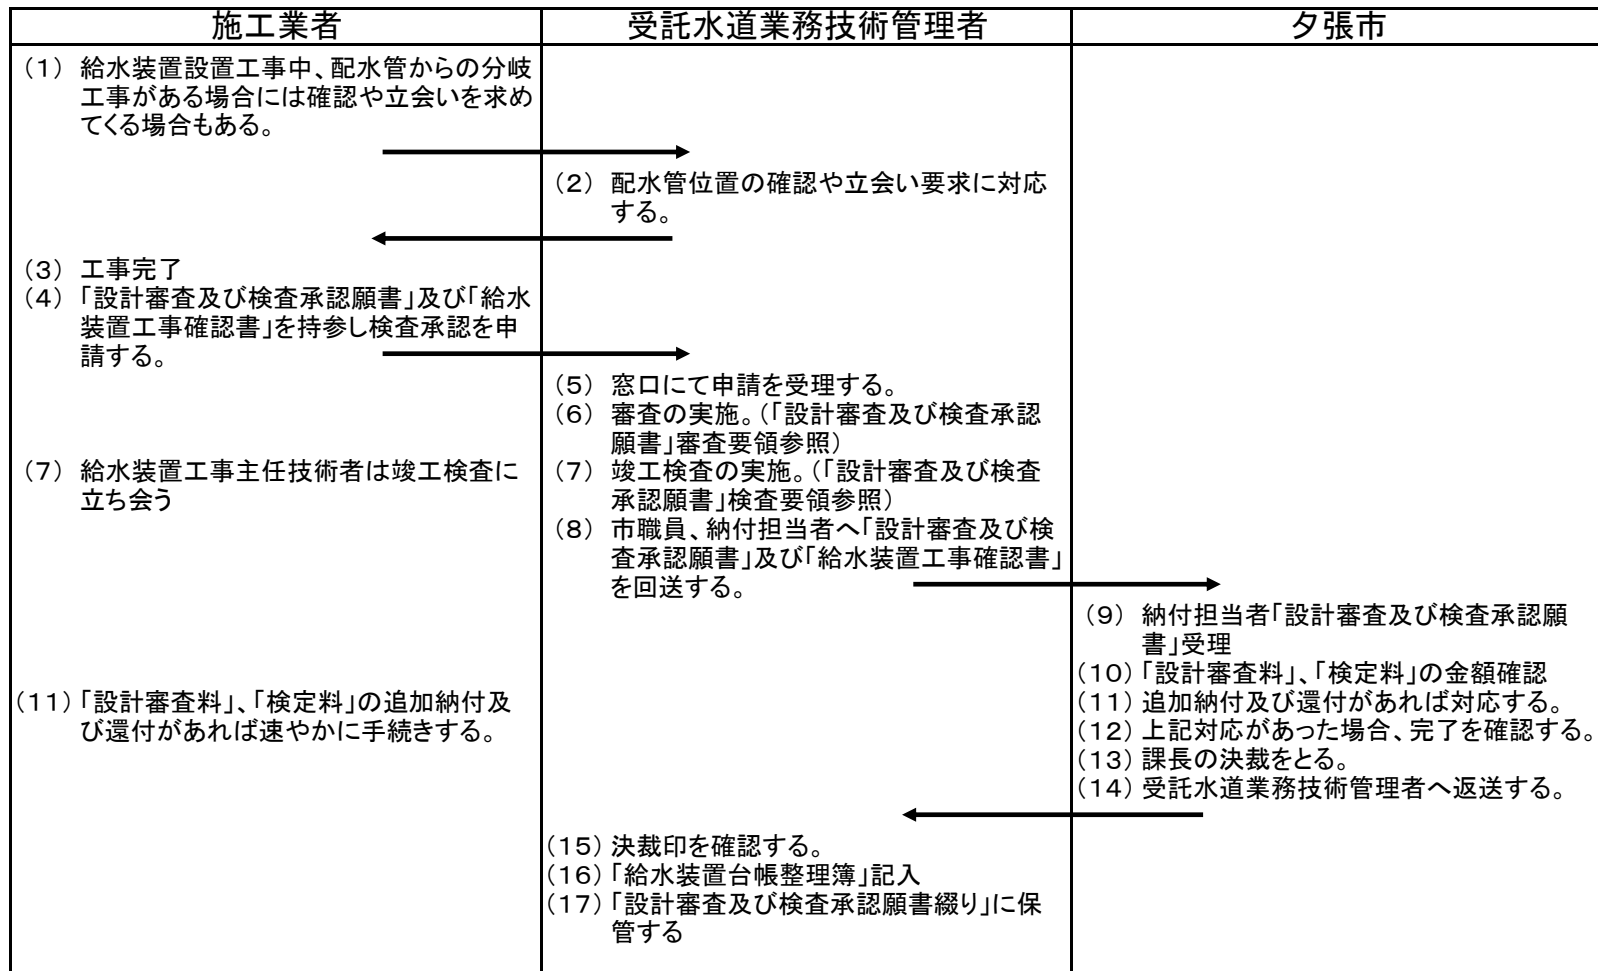 施工業者
受託水道業務技術管理者
夕張市
（1） 給水装置設置工事中、配水管からの分岐
工事がある場合には確認や立会いを求め
てくる場合もある。
（2） 配水管位置の確認や立会い要求に対応
する。
（3） 工事完了
（4） 「設計審査及び検査承認願書」及び「給水
装置工事確認書」を持参し検査承認を申
請する。
（5） 窓口にて申請を受理する。
（6） 審査の実施。（「設計審査及び検査承認
願書」審査要領参照）
（7） 給水装置工事主任技術者は竣工検査に
立ち会う
（7） 竣工検査の実施。（「設計審査及び検査
承認願書」検査要領参照）
（8） 市職員、納付担当者へ「設計審査及び検
査承認願書」及び「給水装置工事確認書」
を回送する。
（9） 納付担当者「設計審査及び検査承認願
書」受理
（10） 「設計審査料」、「検定料」の金額確認
（11） 「設計審査料」、「検定料」の追加納付及
び還付があれば速やかに手続きする。
（11） 追加納付及び還付があれば対応する。
（12） 上記対応があった場合、完了を確認する。
（13） 課長の決裁をとる。
（14） 受託水道業務技術管理者へ返送する。
（15） 決裁印を確認する。
（16） 「給水装置台帳整理簿」記入
（17） 「設計審査及び検査承認願書綴り」に保
管する